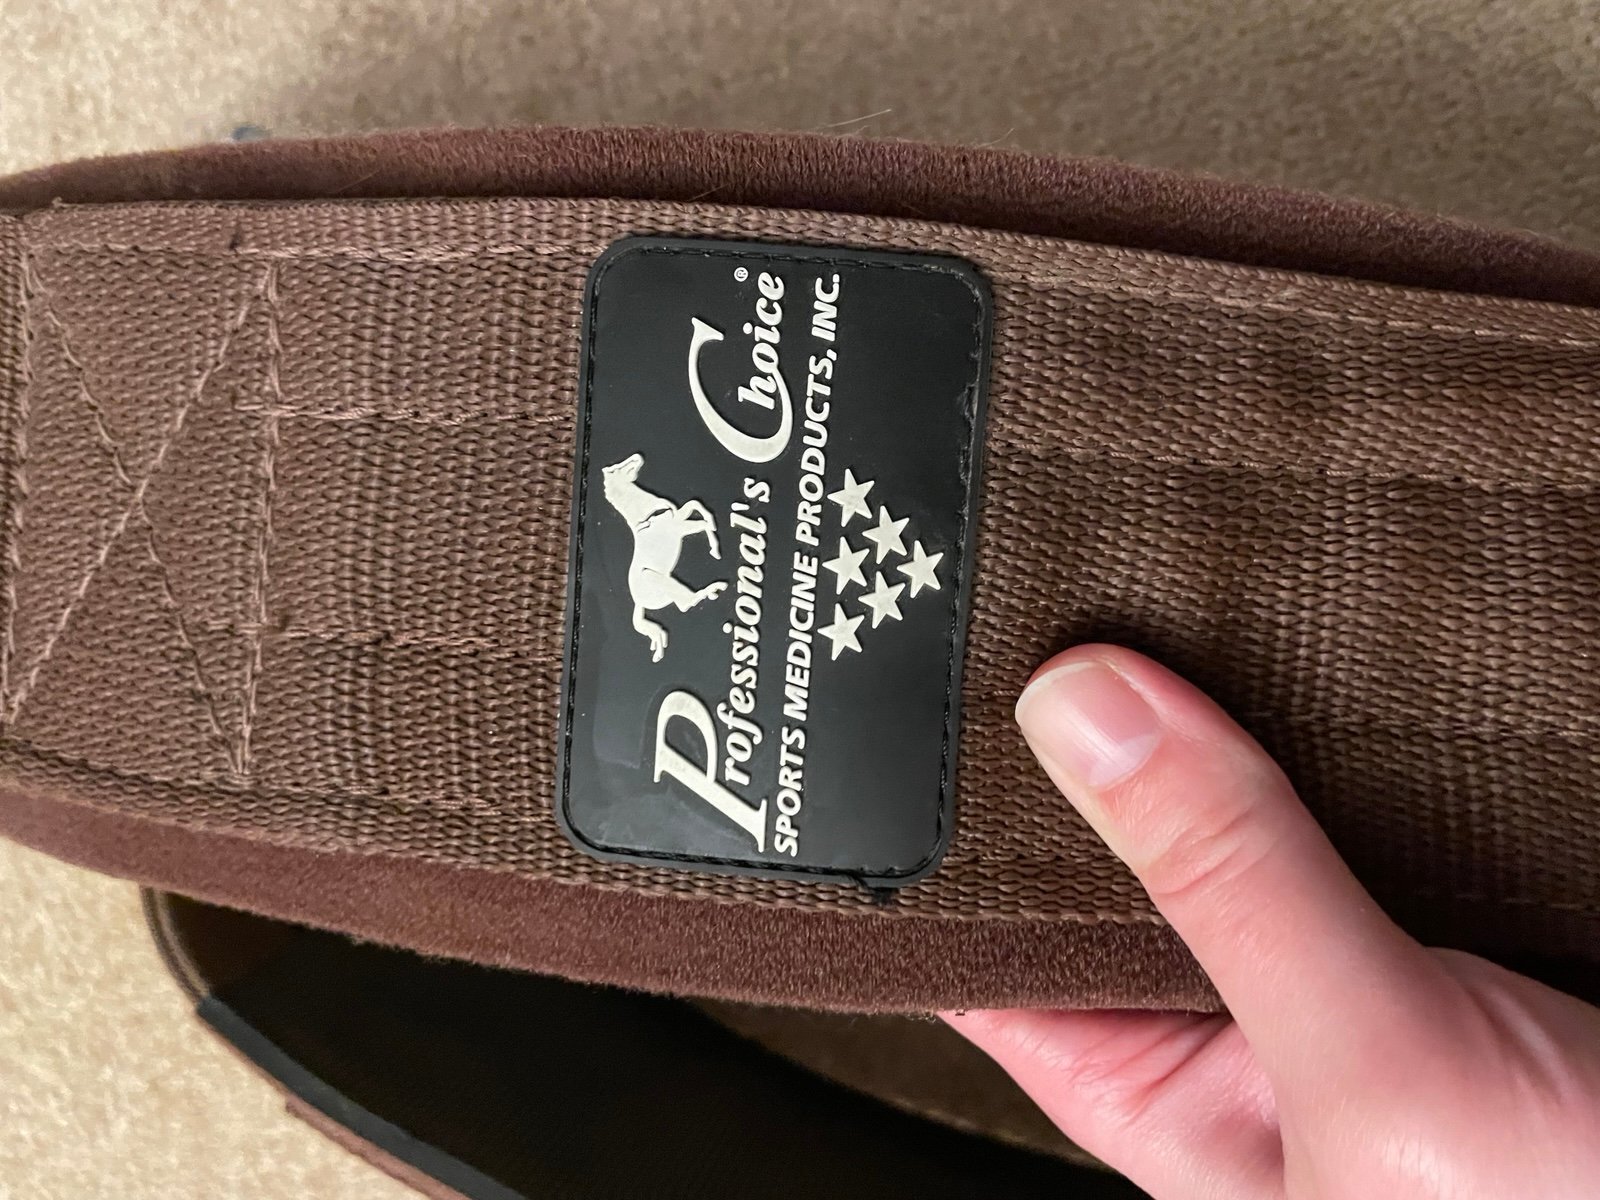 Professional's Choice®
SPORTS MEDICINE PRODUCTS, INC.